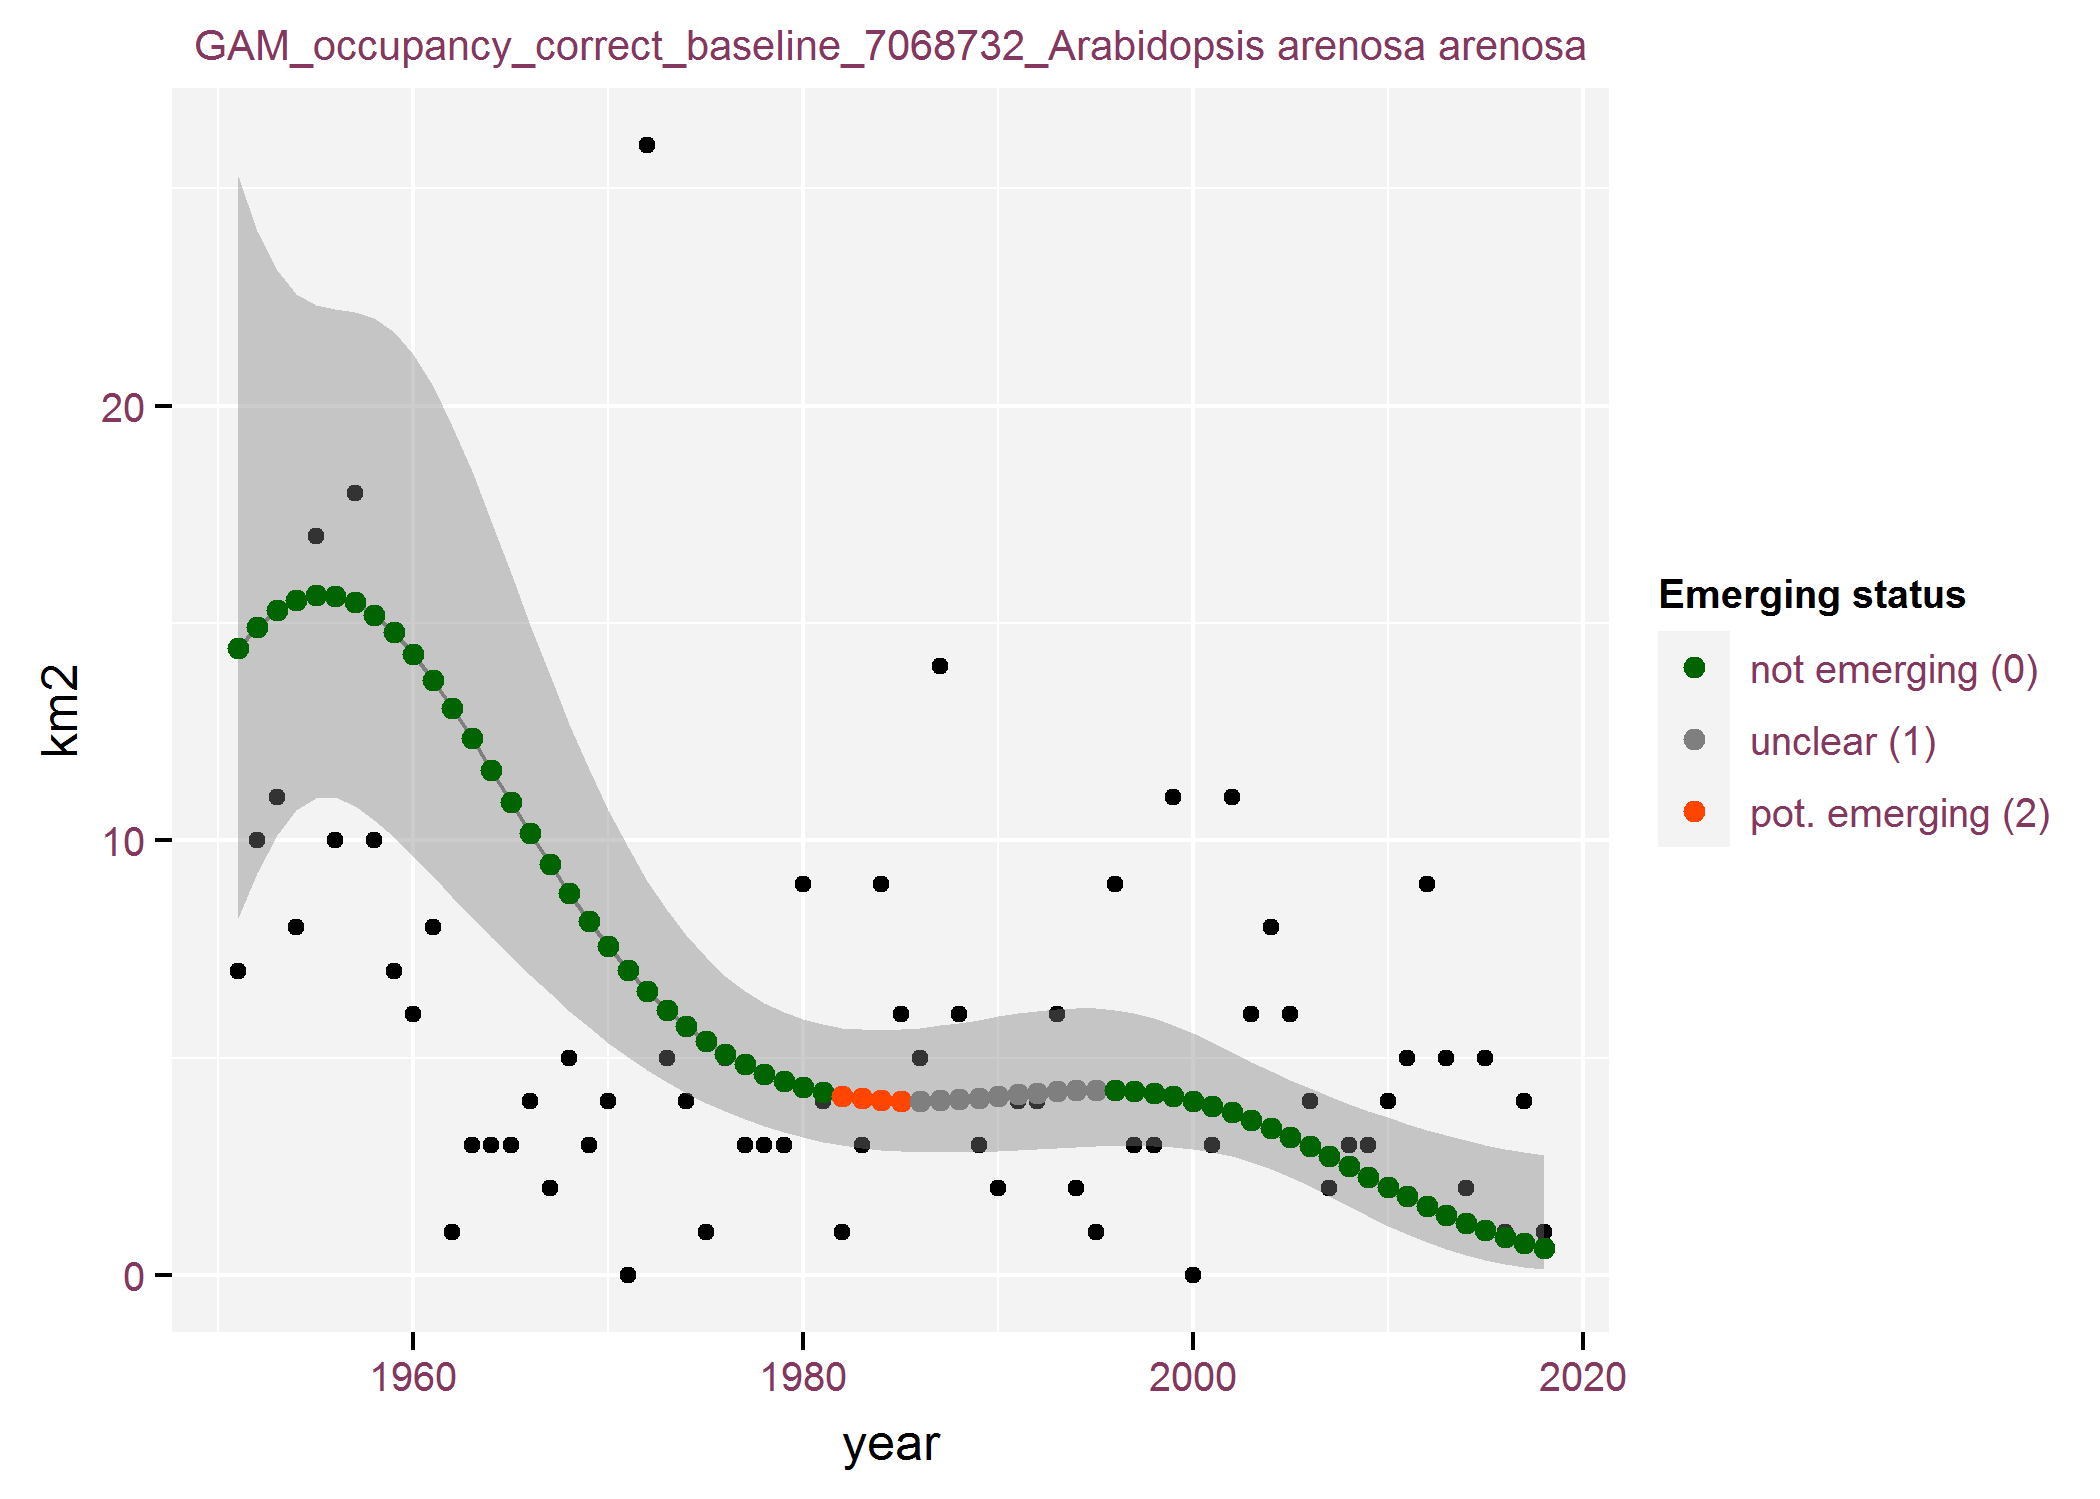 GAM_occupancy_correct_baseline_7068732_Arabidopsis arenosa arenosa
km2
20
10
0
1960
1980
2000
2020
year
Emerging status
not emerging (0)
unclear (1)
pot. emerging (2)